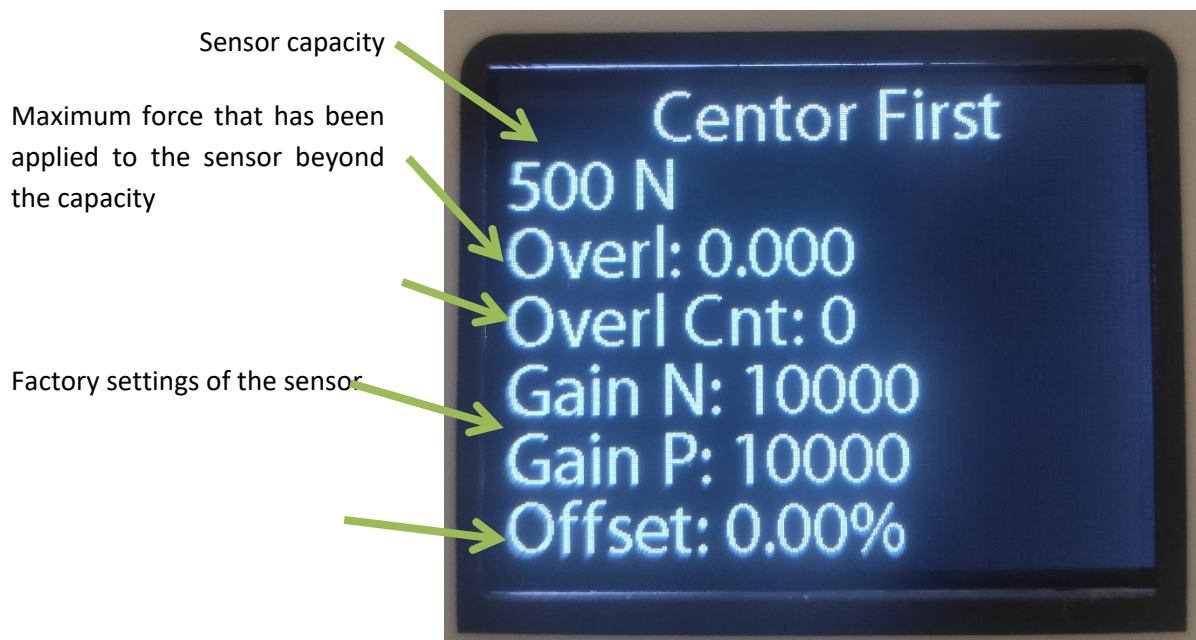 Sensor capacity
Maximum force that has been
applied to the sensor beyond
the capacity
Factory settings of the sensor
Centor First
500 N
Overl: 0.000
Overl Cnt: 0
Gain N: 10000
Gain P: 10000
Offset: 0.00%